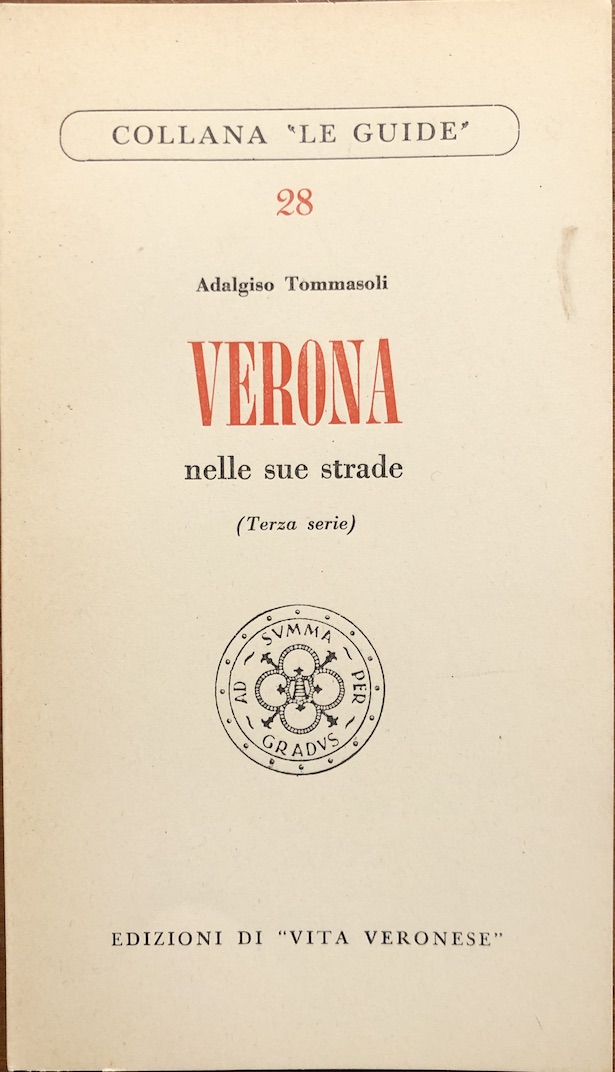 COLLANA "LE GUIDE"
28
Adalgiso Tommasoli
VERONA
nelle sue strade
(Terza serie)
AD SVMMA PER GRADVS
EDIZIONI DI "VITA VERONESE"